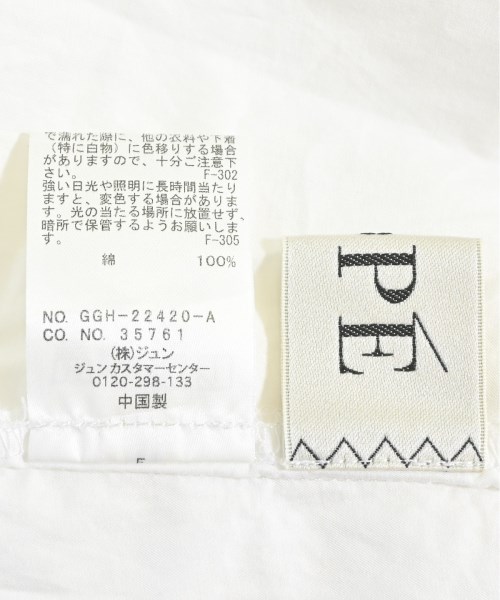 で濡れた際に、他の衣料や下着
（特に白物）に色移りする場合
がありますので、十分ご注意下
さい。 F-302
強い日光や照明に長時間当たり
ますと、変色する場合がありま
す。光の当たる場所に放置せず、
暗所で保管するようお願いしま
す。 F-305
綿 100%
NO. GGH-22420-A
CO. NO. 35761
(株)ジュン
ジュン カスタマーセンター
0120-298-133
中国製
F
PÉ